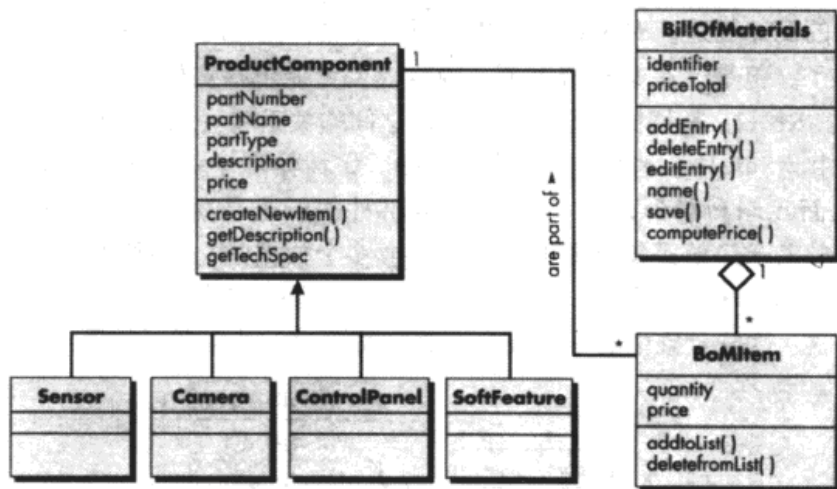 ProductComponent
partNumber
partName
partType
description
price
createNewItem( )
getDescription( )
getTechSpec
1
are part of
*
BillOfMaterials
identifier
priceTotal
addEntry( )
deleteEntry( )
editEntry( )
name( )
save( )
computePrice( )
1
*
BoMItem
quantity
price
addtoList( )
deletefromList( )
Sensor
Camera
ControlPanel
SoftFeature